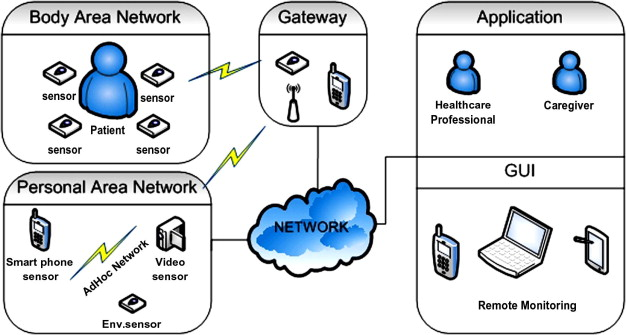 Body Area Network
sensor
sensor
Patient
sensor
sensor
Gateway
Application
Healthcare
Professional
Caregiver
Personal Area Network
Smart phone
sensor
AdHoc Network
Video
sensor
Env.sensor
NETWORK
GUI
Remote Monitoring